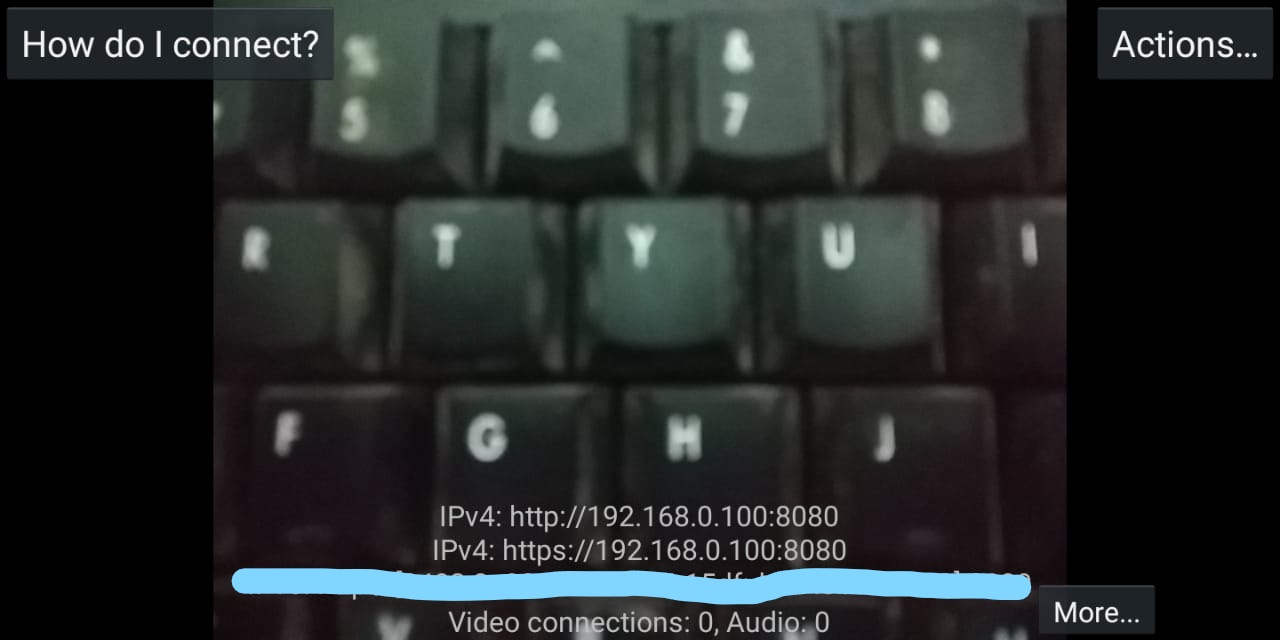 How do I connect?
Actions...
% ^ & *
5 6 7 8
R T Y U I
F G H J
IPv4: http://192.168.0.100:8080
IPv4: https://192.168.0.100:8080
Video connections: 0, Audio: 0
More...